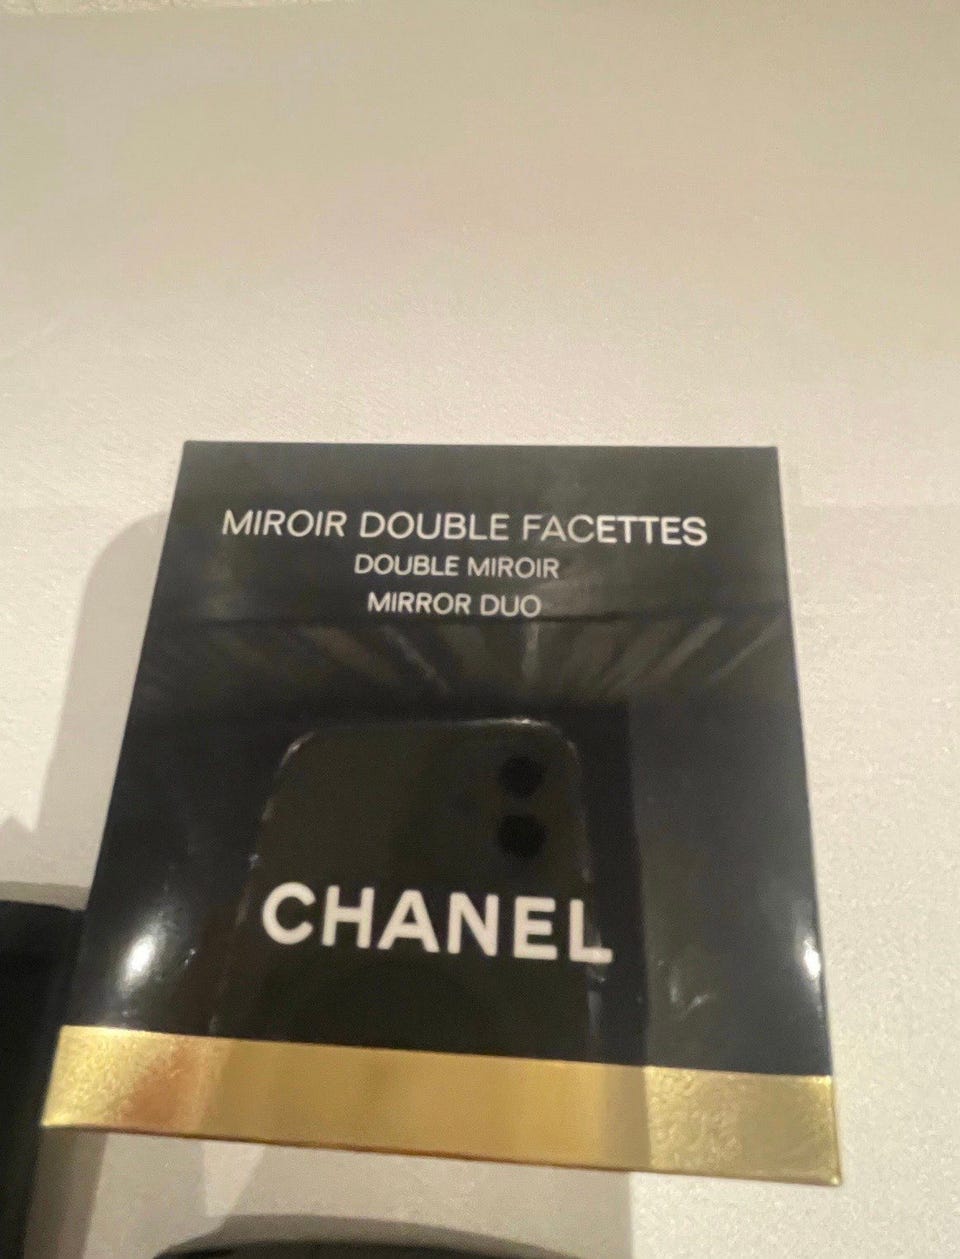 MIROIR DOUBLE FACETTES
DOUBLE MIROIR
MIRROR DUO
CHANEL